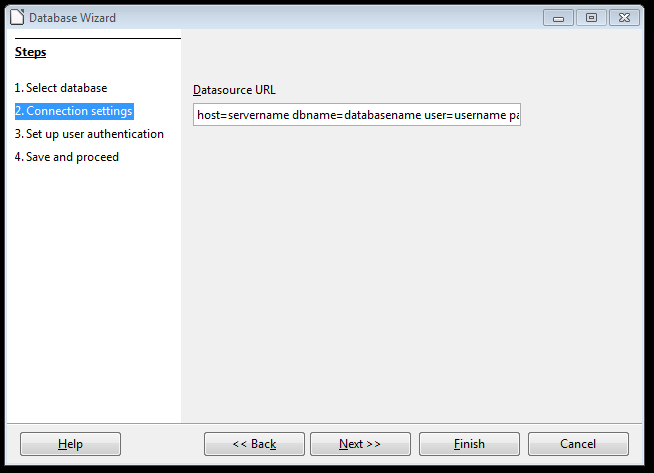 Database Wizard
Steps
1. Select database
2. Connection settings
3. Set up user authentication
4. Save and proceed
Datasource URL
host=servername dbname=databasename user=username pa
Help
<< Back
Next >>
Finish
Cancel